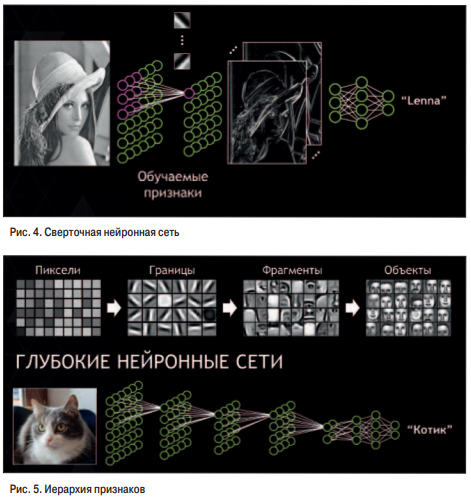 "Lenna"
Обучаемые
признаки
Рис. 4. Сверточная нейронная сеть
Пиксели Границы Фрагменты Объекты
ГЛУБОКИЕ НЕЙРОННЫЕ СЕТИ
"Котик"
Рис. 5. Иерархия признаков